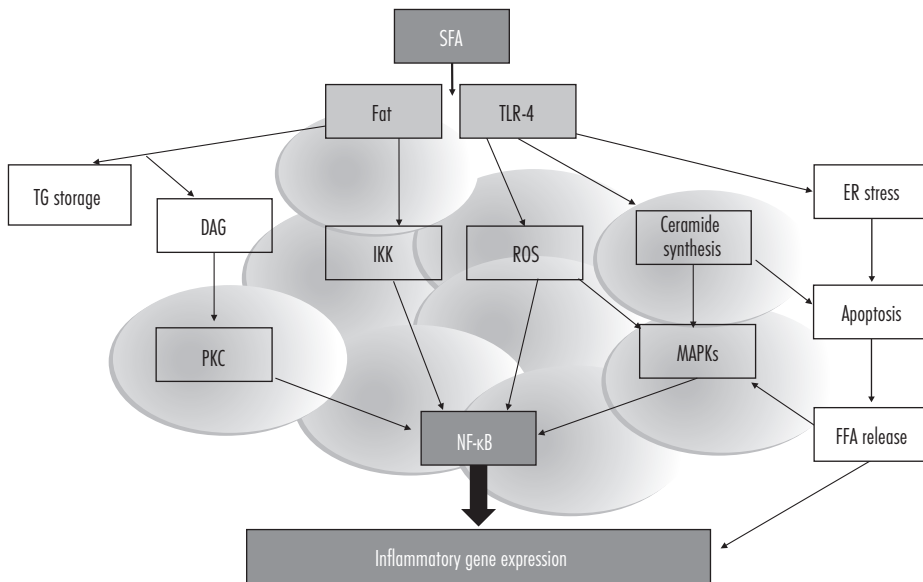 SFA
Fat
TLR-4
TG storage
DAG
IKK
ROS
Ceramide
synthesis
ER stress
PKC
MAPKs
Apoptosis
NF-κB
FFA release
Inflammatory gene expression